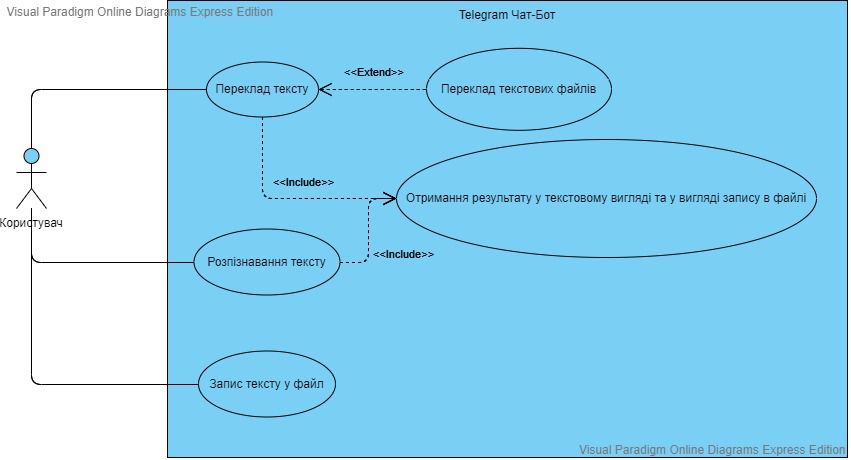 Visual Paradigm Online Diagrams Express Edition
Telegram Чат-Бот
<<Extend>>
Переклад тексту
Переклад текстових файлів
<<Include>>
Отримання результату у текстовому вигляді та у вигляді запису в файлі
Користувач
<<Include>>
Розпізнавання тексту
Запис тексту у файл
Visual Paradigm Online Diagrams Express Edition